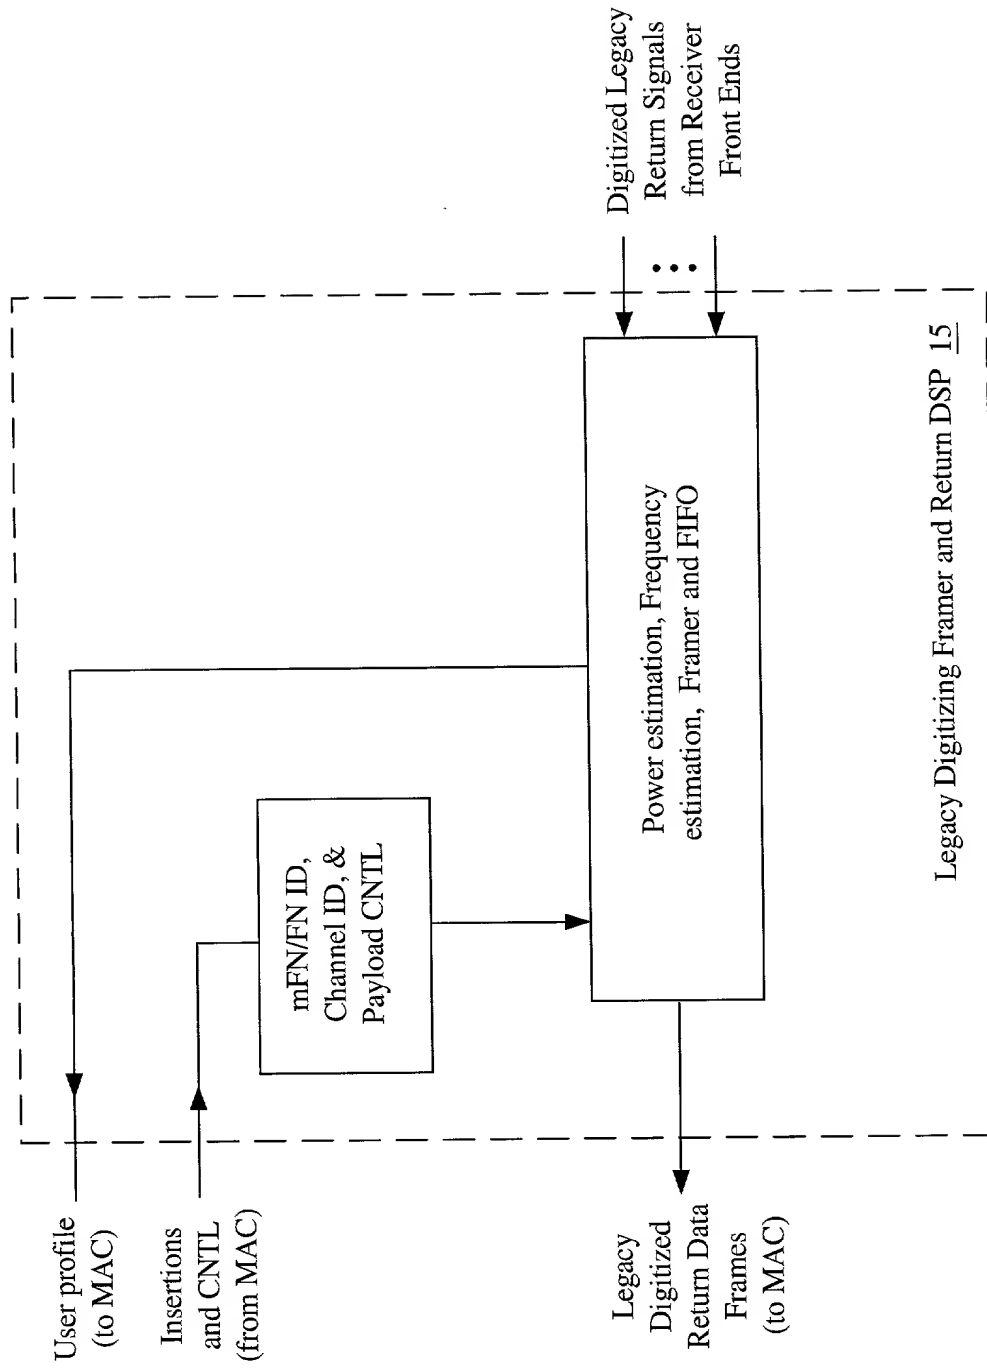 User profile
(to MAC)
Insertions
and CNTL
(from MAC)
mFN/FN ID,
Channel ID, &
Payload CNTL
Legacy
Digitized
Return Data
Frames
(to MAC)
Power estimation, Frequency
estimation, Framer and FIFO
Digitized Legacy
Return Signals
from Receiver
Front Ends
Legacy Digitizing Framer and Return DSP 15